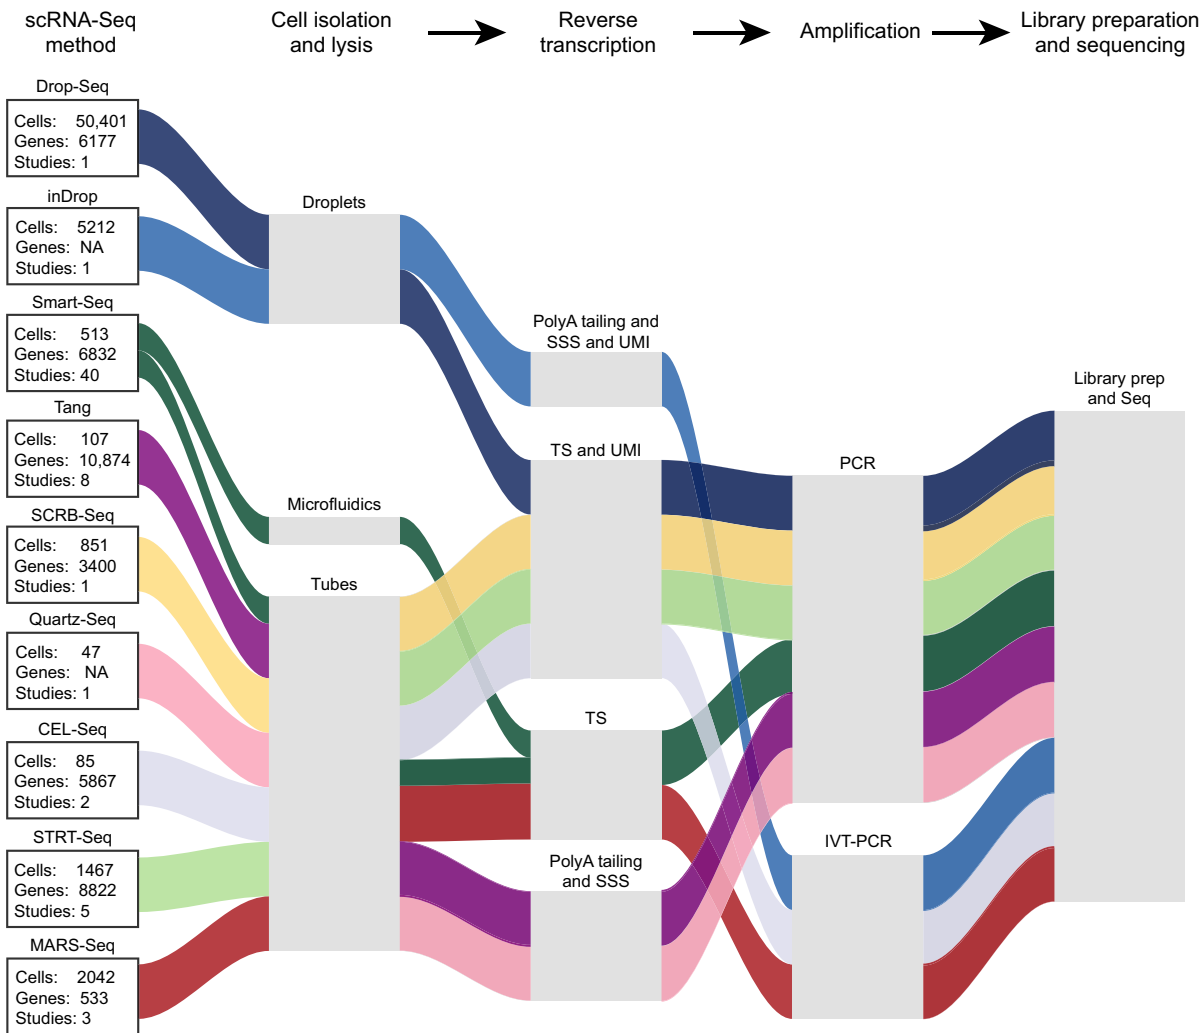 scRNA-Seq
method
Cell isolation
and lysis
Reverse
transcription
Amplification
Library preparation
and sequencing
Drop-Seq
Cells: 50,401
Genes: 6177
Studies: 1
inDrop
Cells: 5212
Genes: NA
Studies: 1
Smart-Seq
Cells: 513
Genes: 6832
Studies: 40
Tang
Cells: 107
Genes: 10,874
Studies: 8
SCRB-Seq
Cells: 851
Genes: 3400
Studies: 1
Quartz-Seq
Cells: 47
Genes: NA
Studies: 1
CEL-Seq
Cells: 85
Genes: 5867
Studies: 2
STRT-Seq
Cells: 1467
Genes: 8822
Studies: 5
MARS-Seq
Cells: 2042
Genes: 533
Studies: 3
Droplets
Microfluidics
Tubes
PolyA tailing and
SSS and UMI
TS and UMI
TS
PolyA tailing
and SSS
PCR
IVT-PCR
Library prep
and Seq